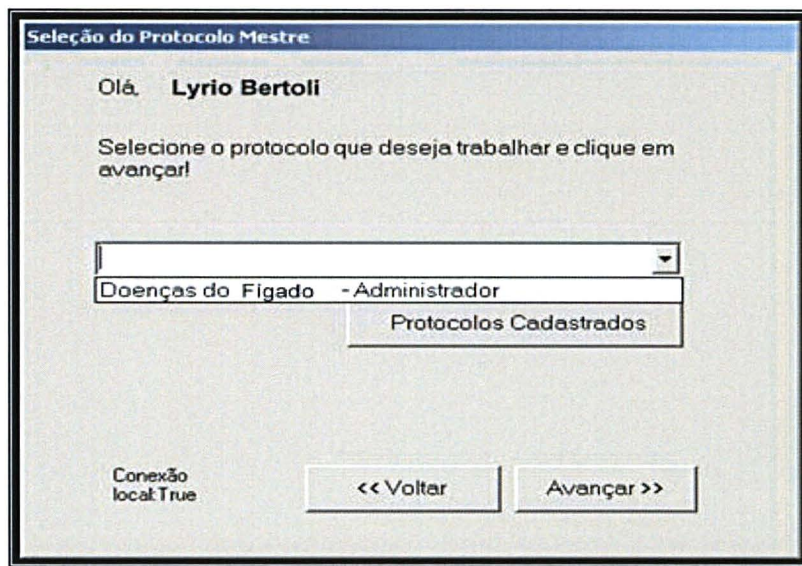 Seleção do Protocolo Mestre
Olá, Lyrio Bertoli
Selecione o protocolo que deseja trabalhar e clique em
avançar!
Doenças do Figado - Administrador
Protocolos Cadastrados
Conexão
local:True
<< Voltar
Avançar >>